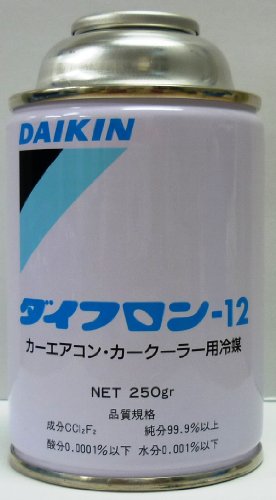 DAIKIN
ダイフロン-12
カーエアコン・カークーラー用冷媒
NET 250gr
品質規格
成分CCl₂F₂ 純分99.9%以上
酸分0.0001%以下 水分0.001%以下